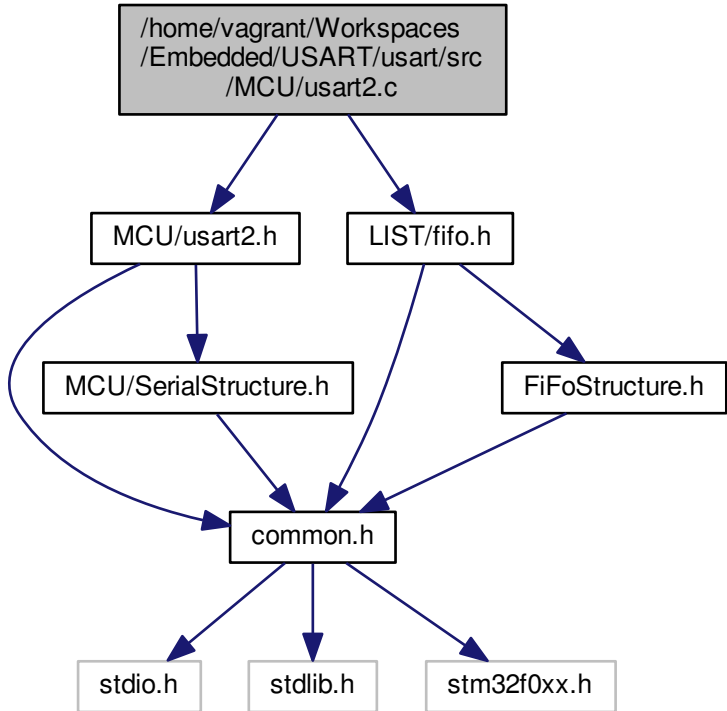 /home/vagrant/Workspaces
/Embedded/USART/usart/src
/MCU/usart2.c
MCU/usart2.h
LIST/fifo.h
MCU/SerialStructure.h
FiFoStructure.h
common.h
stdio.h
stdlib.h
stm32f0xx.h